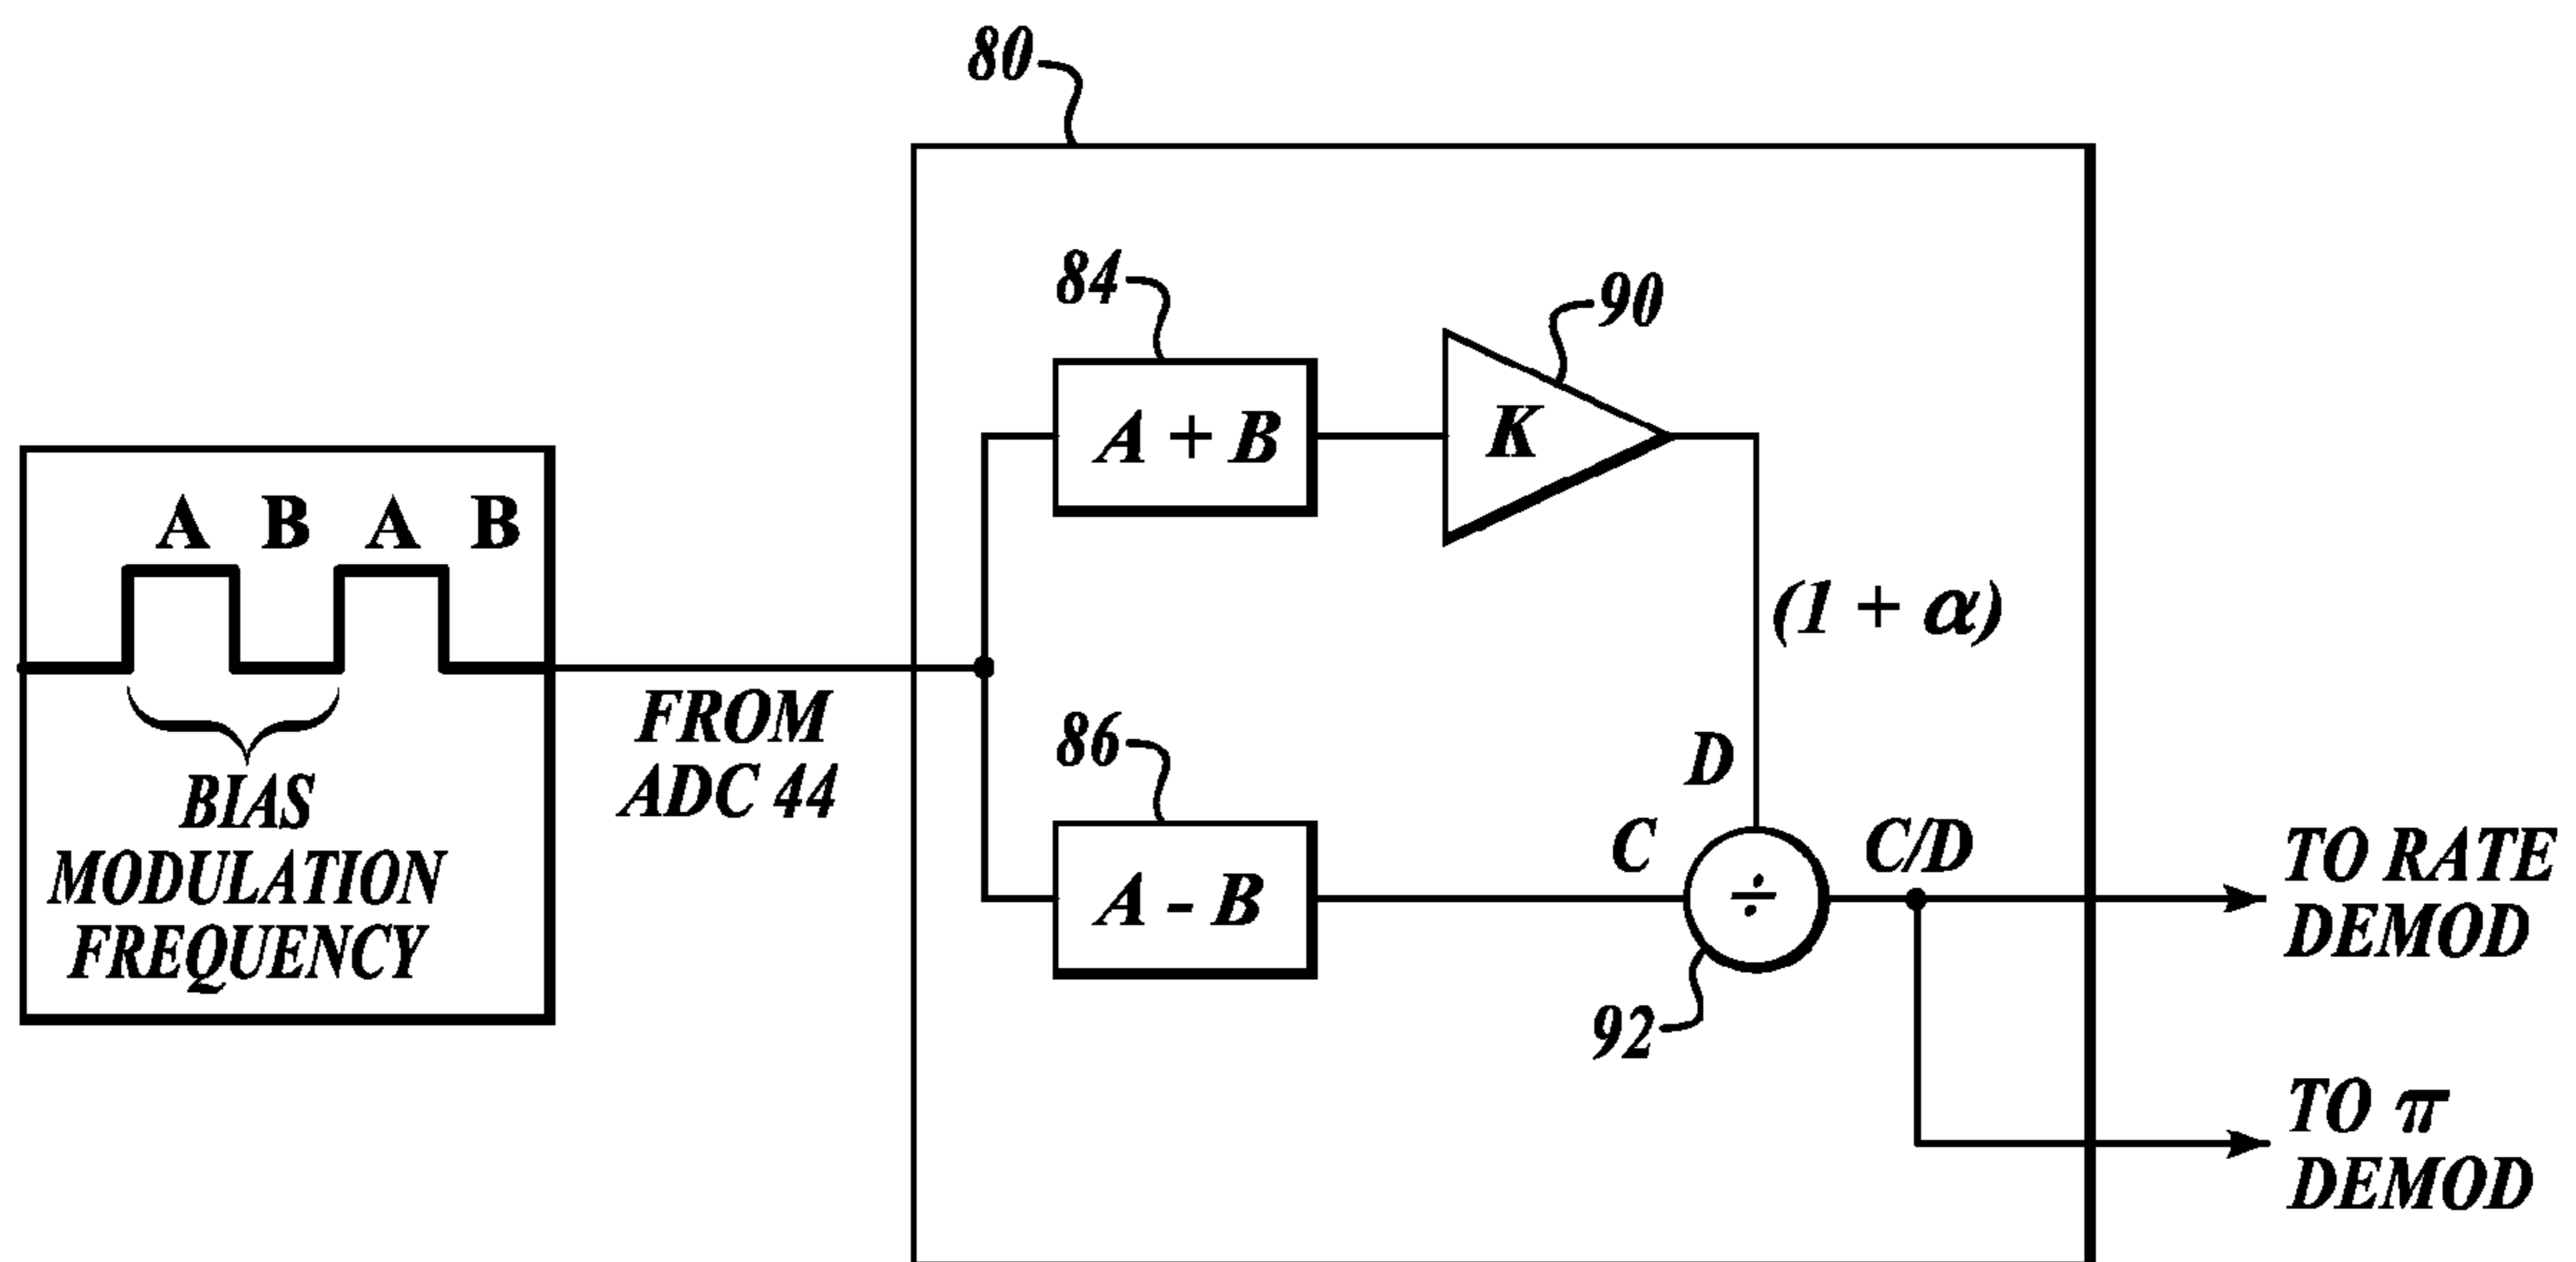 80
84
90
A + B
K
A B A B
(1 + α)
FROM
ADC 44
86
D
BIAS
MODULATION
FREQUENCY
A - B
C
÷
C/D
TO RATE
DEMOD
92
TO π
DEMOD